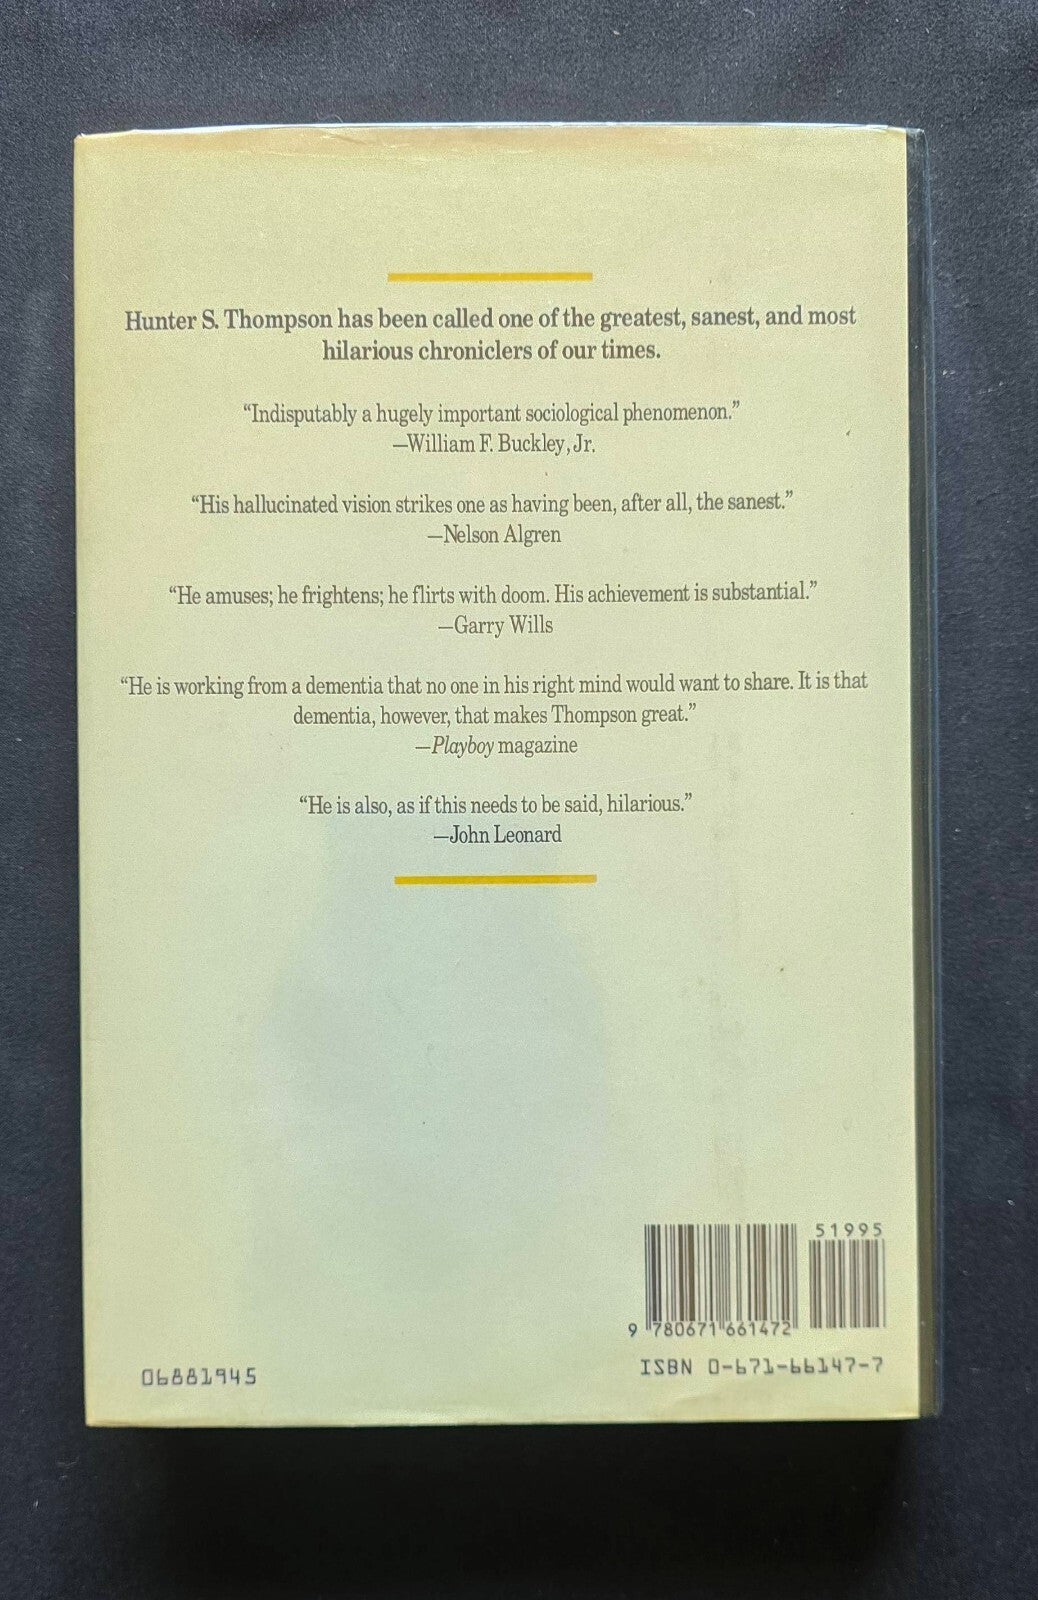 Hunter S. Thompson has been called one of the greatest, sanest, and most
hilarious chroniclers of our times.
“Indisputably a hugely important sociological phenomenon.”
—William F. Buckley, Jr.
“His hallucinated vision strikes one as having been, after all, the sanest.”
—Nelson Algren
“He amuses; he frightens; he flirts with doom. His achievement is substantial.”
—Garry Wills
“He is working from a dementia that no one in his right mind would want to share. It is that
dementia, however, that makes Thompson great.”
—Playboy magazine
“He is also, as if this needs to be said, hilarious.”
—John Leonard
51995
9 780671 661472
ISBN 0-671-66147-7
06881945